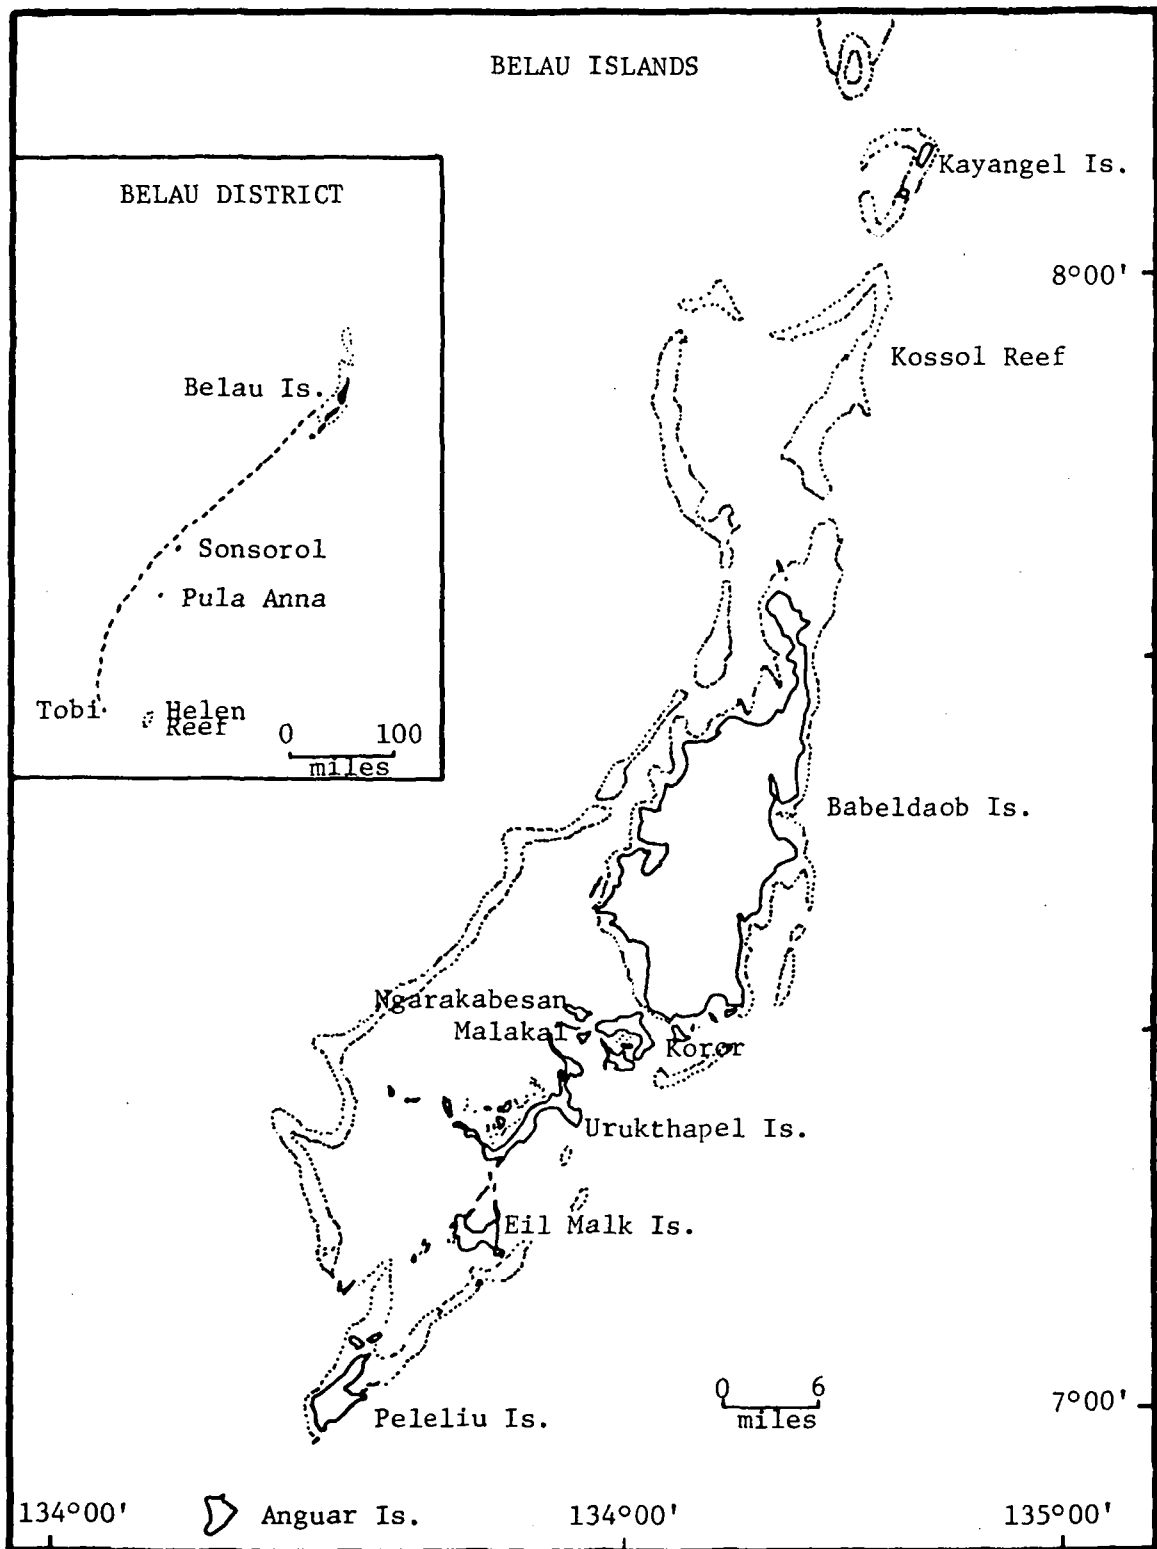 BELAU ISLANDS
Kayangel Is.
BELAU DISTRICT
8°00'
Kossol Reef
Belau Is.
Sonsorol
Pula Anna
Tobi
Helen
Reef
0 100
miles
Babeldaob Is.
Ngarakabesan
Malakal
Koror
Urukthapel Is.
Eil Malk Is.
0 6
miles
7°00'
Peleliu Is.
134°00'
Anguar Is.
134°00'
135°00'